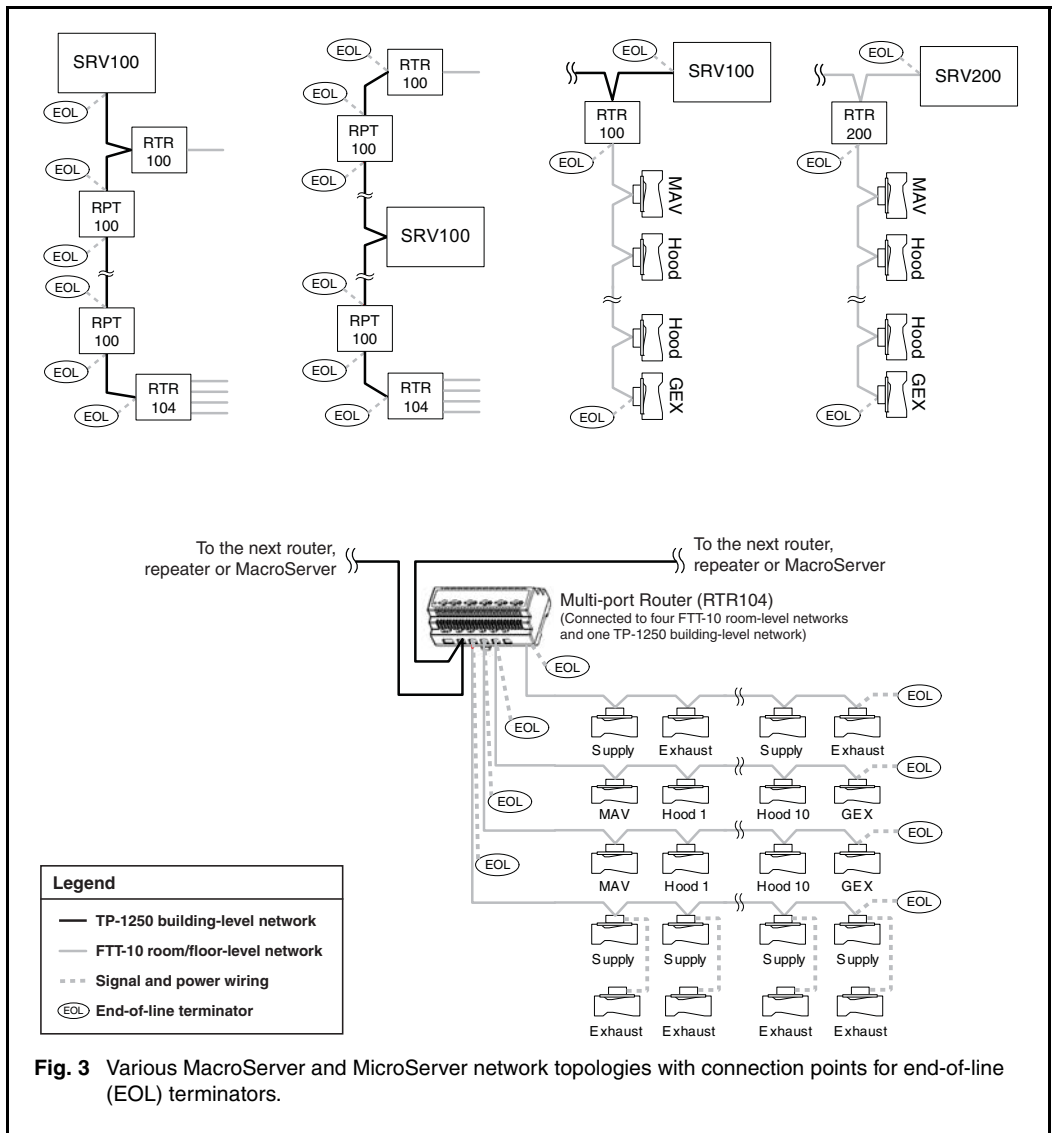 SRV100
EOL
RTR
100
EOL
RPT
100
EOL
EOL
RPT
100
EOL
RTR
104
EOL
EOL
RTR
100
EOL
RPT
100
EOL
SRV100
EOL
RPT
100
EOL
RTR
104
EOL
EOL
SRV100
RTR
100
EOL
MAV
Hood
Hood
GEX
EOL
EOL
SRV200
RTR
200
EOL
MAV
Hood
Hood
GEX
EOL
To the next router,
repeater or MacroServer
To the next router,
repeater or MacroServer
Multi-port Router (RTR104)
(Connected to four FTT-10 room-level networks
and one TP-1250 building-level network)
EOL
EOL
EOL
EOL
EOL
Supply Exhaust Supply Exhaust
EOL
MAV Hood 1 Hood 10 GEX
EOL
MAV Hood 1 Hood 10 GEX
EOL
Supply Supply Supply Supply
Exhaust Exhaust Exhaust Exhaust
Legend
TP-1250 building-level network
FTT-10 room/floor-level network
Signal and power wiring
EOL End-of-line terminator
Fig. 3 Various MacroServer and MicroServer network topologies with connection points for end-of-line
(EOL) terminators.